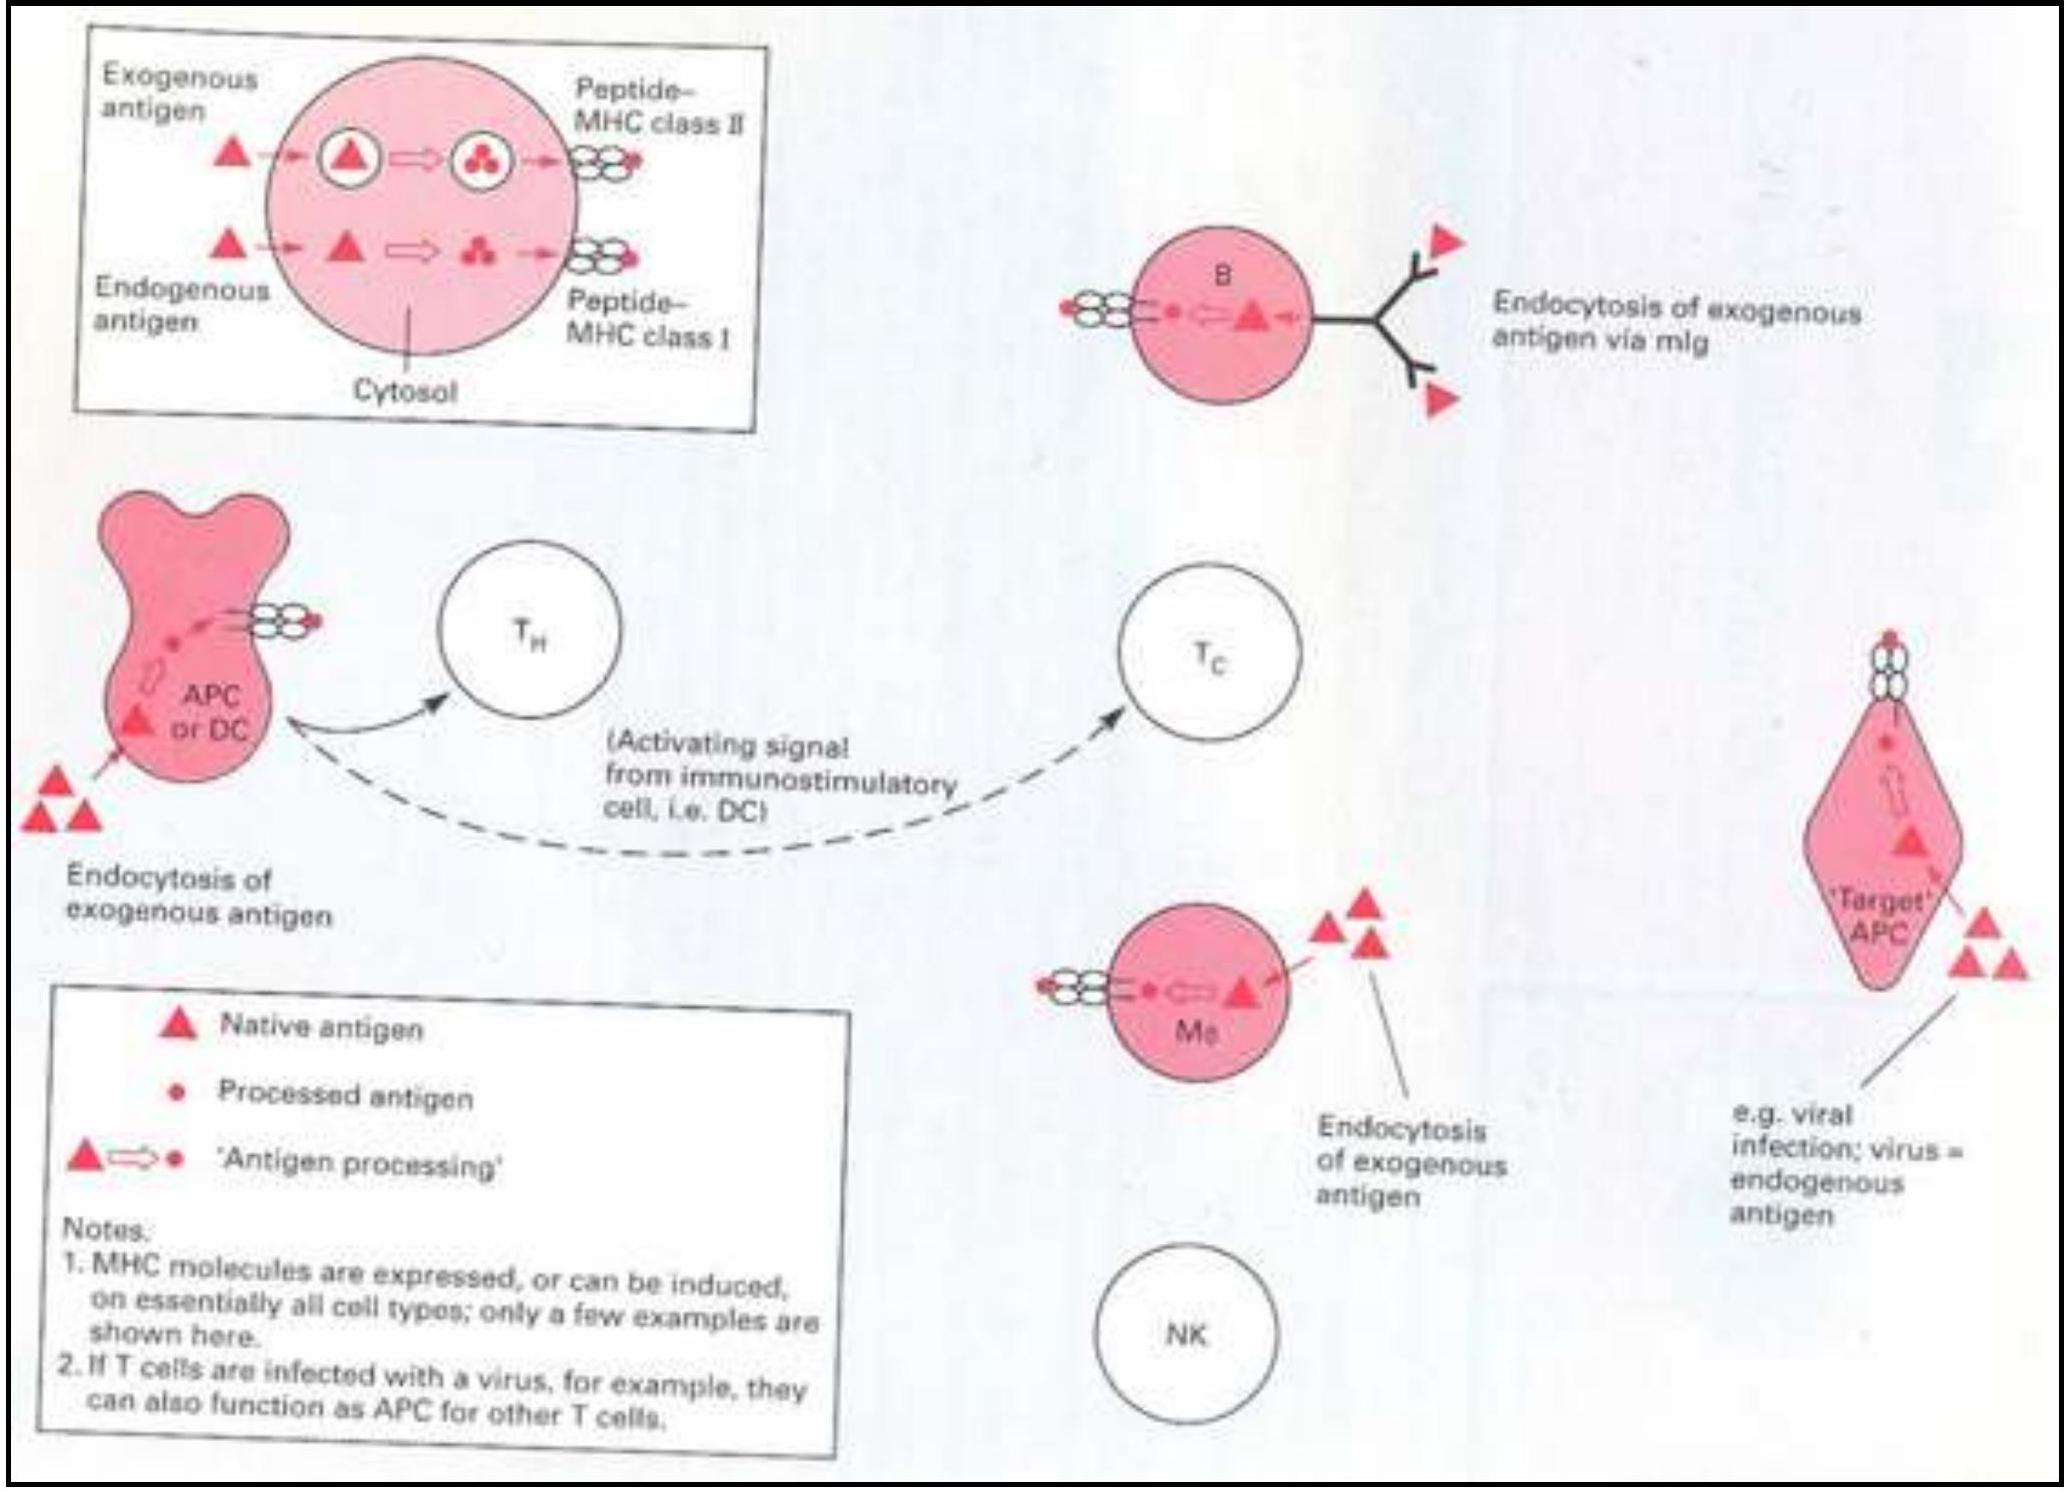 Exogenous
antigen
Peptide–
MHC class II
Endogenous
antigen
Peptide–
MHC class I
Cytosol
B
Endocytosis of exogenous
antigen via mIg
APC
or DC
TH
TC
(Activating signal
from immunostimulatory
cell, i.e. DC)
Endocytosis of
exogenous antigen
'Target'
APC
Mø
Endocytosis
of exogenous
antigen
e.g. viral
infection; virus =
endogenous
antigen
NK
Native antigen
Processed antigen
'Antigen processing'
Notes.
1. MHC molecules are expressed, or can be induced,
on essentially all cell types; only a few examples are
shown here.
2. If T cells are infected with a virus, for example, they
can also function as APC for other T cells.